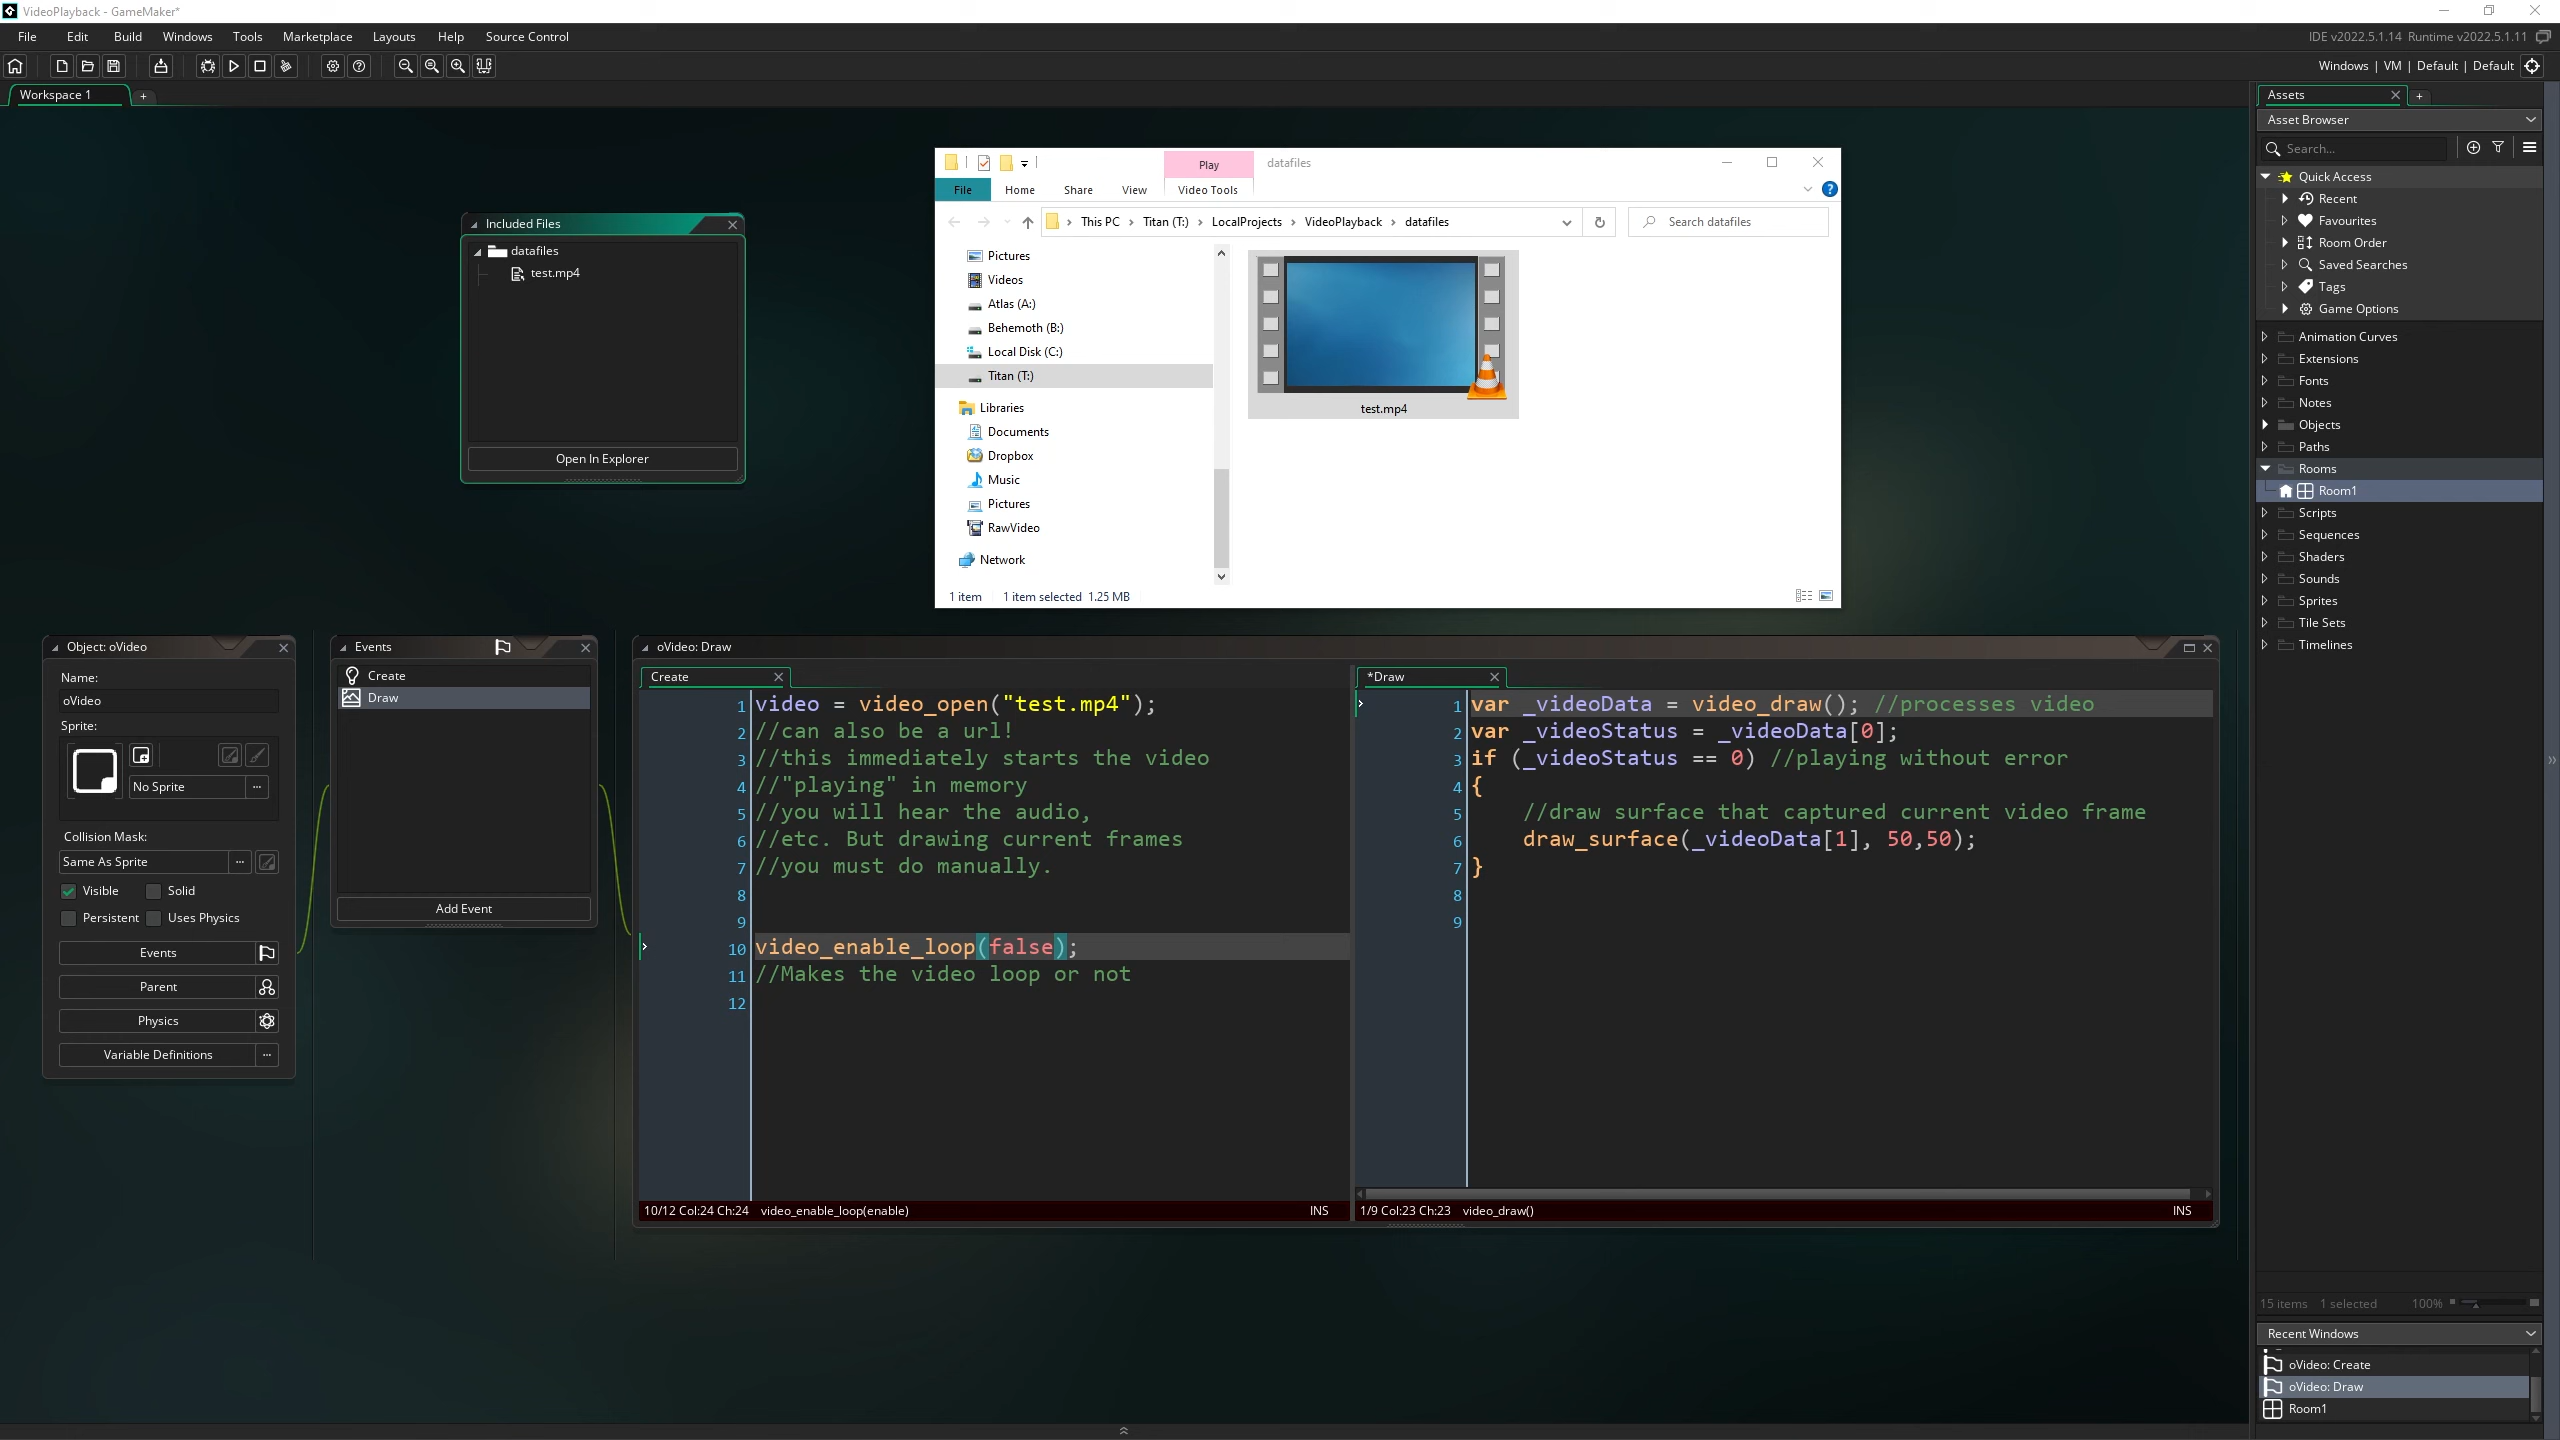 VideoPlayback - GameMaker*
File Edit Build Windows Tools Marketplace Layouts Help Source Control
IDE v2022.5.1.14 Runtime v2022.5.1.11
Windows | VM | Default | Default
Workspace 1 +
Included Files
datafiles
test.mp4
Open In Explorer
Play
datafiles
File Home Share View Video Tools
This PC Titan (T:) LocalProjects VideoPlayback datafiles
Search datafiles
Pictures
Videos
Atlas (A:)
Behemoth (B:)
Local Disk (C:)
Titan (T:)
Libraries
Documents
Dropbox
Music
Pictures
RawVideo
Network
test.mp4
1 item 1 item selected 1.25 MB
Object: oVideo
Name:
oVideo
Sprite:
No Sprite
Collision Mask:
Same As Sprite
Visible Solid
Persistent Uses Physics
Events
Parent
Physics
Variable Definitions
Events
Create
Draw
Add Event
oVideo: Draw
Create
1 video = video_open("test.mp4");
2 //can also be a url!
3 //this immediately starts the video
4 //"playing" in memory
5 //you will hear the audio,
6 //etc. But drawing current frames
7 //you must do manually.
8
9
10 video_enable_loop(false);
11 //Makes the video loop or not
12
10/12 Col:24 Ch:24 video_enable_loop(enable) INS
*Draw
1 var _videoData = video_draw(); //processes video
2 var _videoStatus = _videoData[0];
3 if (_videoStatus == 0) //playing without error
4 {
5 //draw surface that captured current video frame
6 draw_surface(_videoData[1], 50,50);
7 }
8
9
1/9 Col:23 Ch:23 video_draw() INS
Assets +
Asset Browser
Search...
Quick Access
Recent
Favourites
Room Order
Saved Searches
Tags
Game Options
Animation Curves
Extensions
Fonts
Notes
Objects
Paths
Rooms
Room1
Scripts
Sequences
Shaders
Sounds
Sprites
Tile Sets
Timelines
15 items 1 selected 100%
Recent Windows
oVideo: Create
oVideo: Draw
Room1